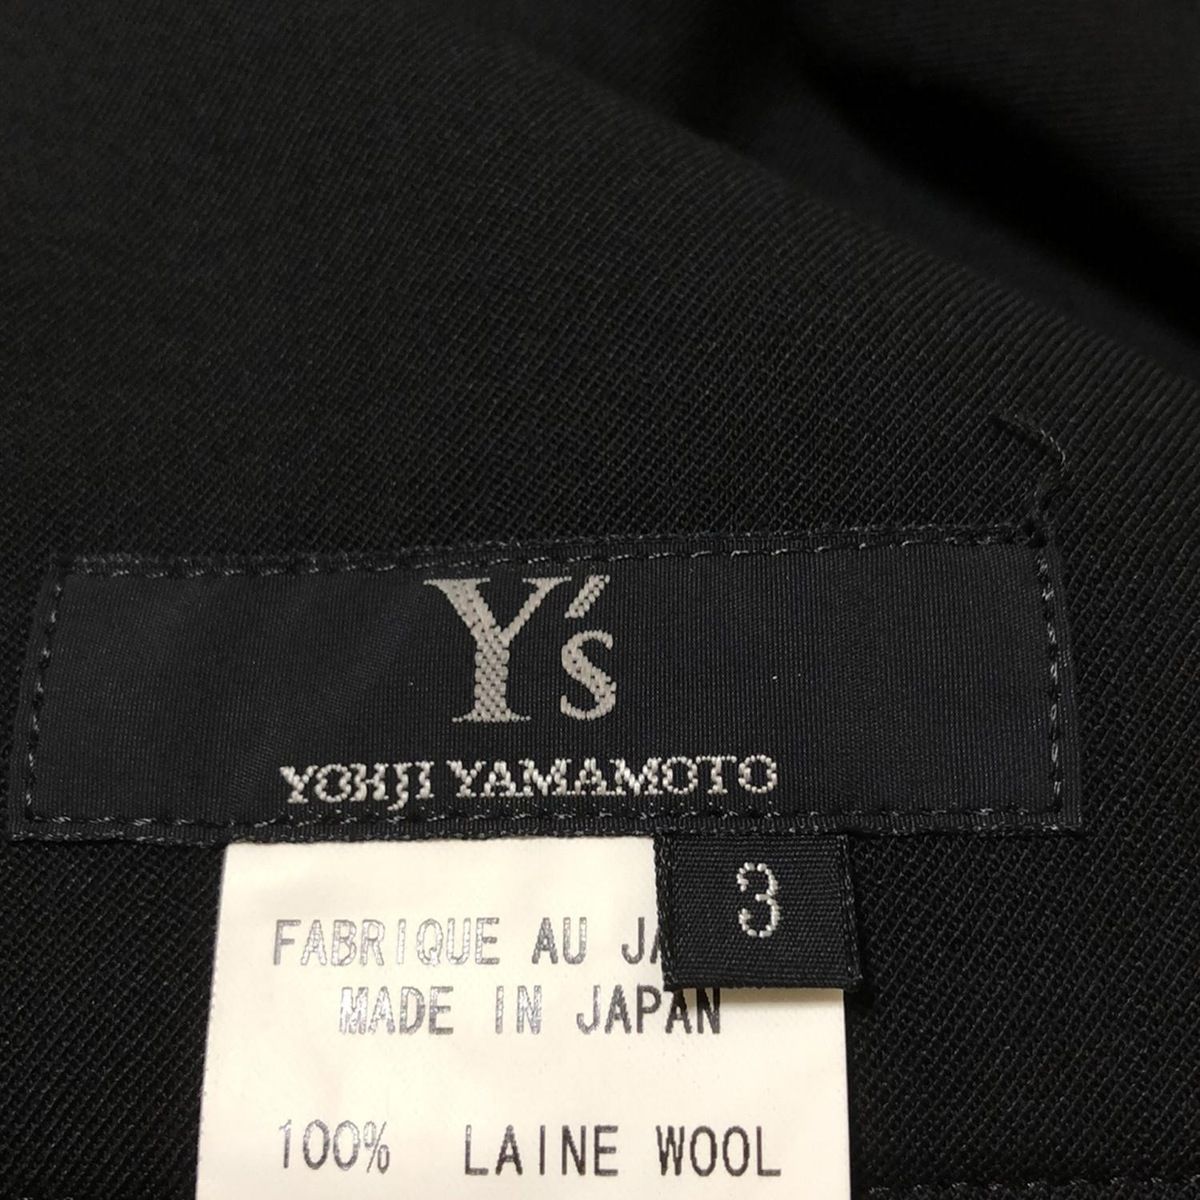 Y's
YOHJI YAMAMOTO
3
FABRIQUE AU JA
MADE IN JAPAN
100% LAINE WOOL